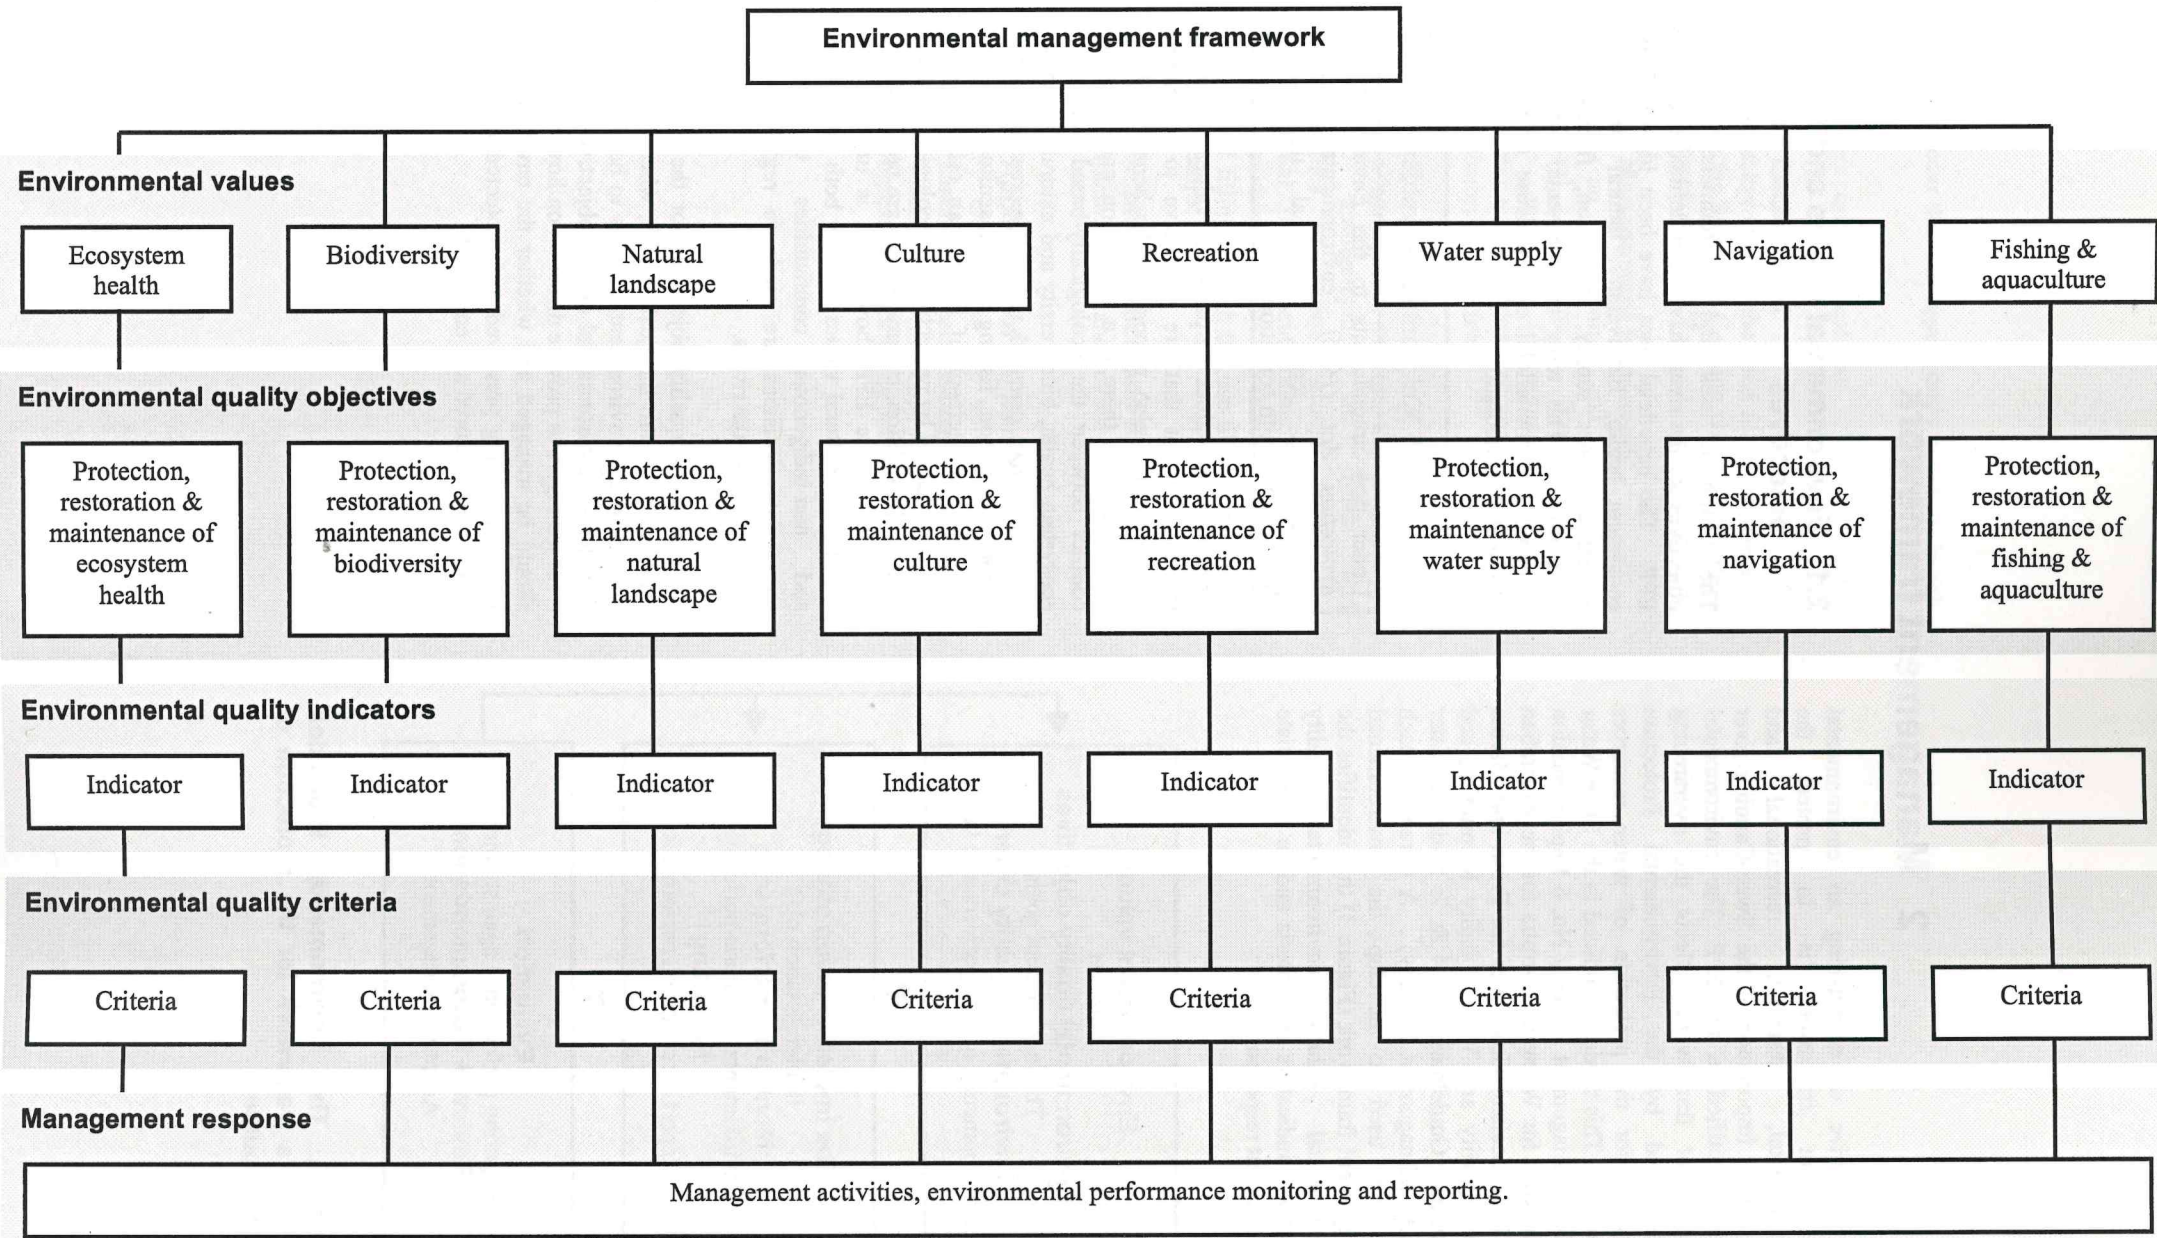 Environmental management framework
Environmental values
Ecosystem
health
Biodiversity
Natural
landscape
Culture
Recreation
Water supply
Navigation
Fishing &
aquaculture
Environmental quality objectives
Protection,
restoration &
maintenance of
ecosystem
health
Protection,
restoration &
maintenance of
biodiversity
Protection,
restoration &
maintenance of
natural
landscape
Protection,
restoration &
maintenance of
culture
Protection,
restoration &
maintenance of
recreation
Protection,
restoration &
maintenance of
water supply
Protection,
restoration &
maintenance of
navigation
Protection,
restoration &
maintenance of
fishing &
aquaculture
Environmental quality indicators
Indicator
Indicator
Indicator
Indicator
Indicator
Indicator
Indicator
Indicator
Environmental quality criteria
Criteria
Criteria
Criteria
Criteria
Criteria
Criteria
Criteria
Criteria
Management response
Management activities, environmental performance monitoring and reporting.